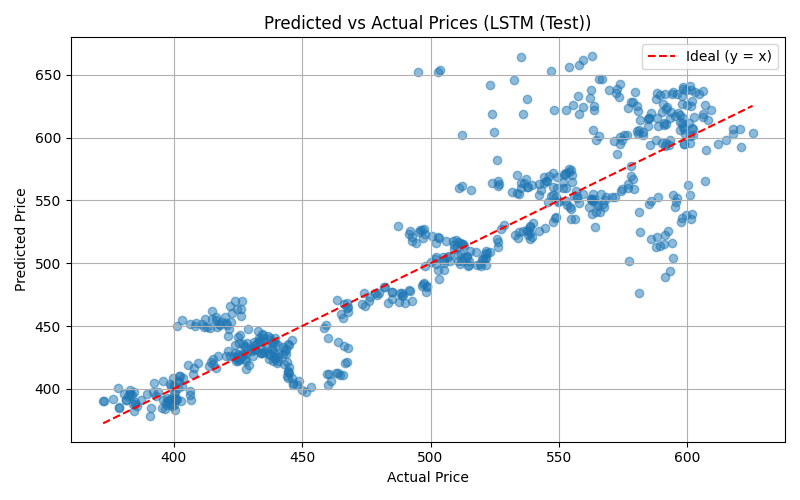 Predicted vs Actual Prices (LSTM (Test))
Ideal (y = x)
Predicted Price
650
600
550
500
450
400
400 450 500 550 600
Actual Price